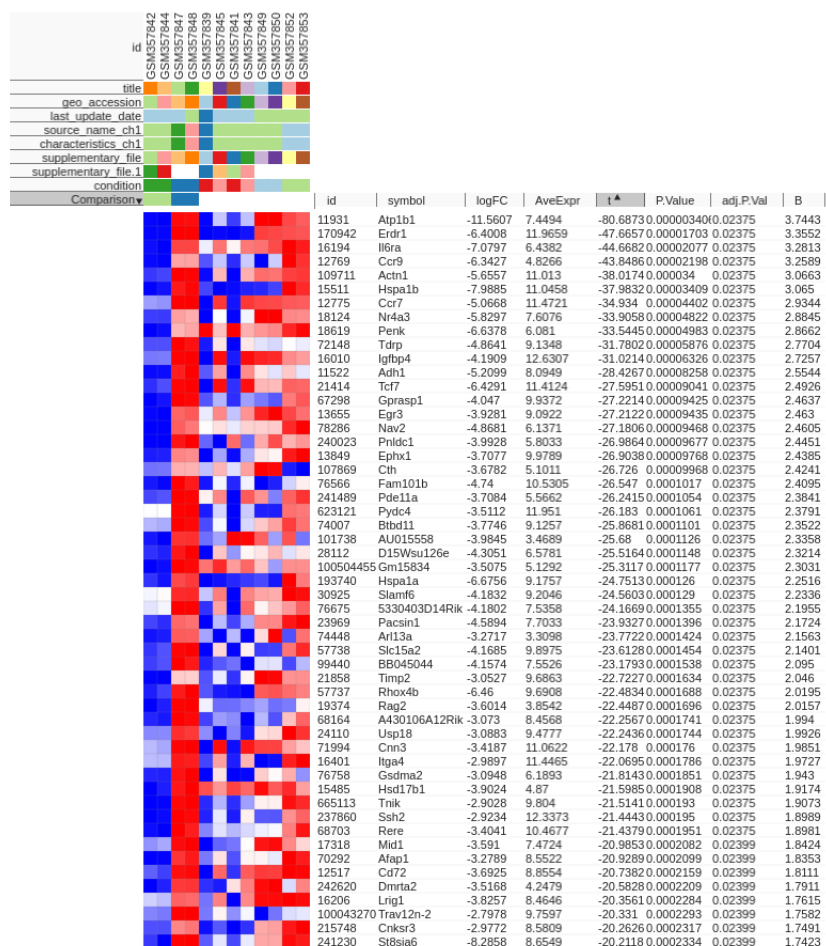 id GSM357842 GSM357844 GSM357847 GSM357848 GSM357839 GSM357845 GSM357841 GSM357843 GSM357849 GSM357850 GSM357852 GSM357853
title
geo_accession
last_update_date
source_name_ch1
characteristics_ch1
supplementary_file
supplementary_file.1
condition
Comparison▾ id symbol logFC AveExpr t▲ P.Value adj.P.Val B
11931 Atp1b1 -11.5607 7.4494 -80.6873 0.000003406 0.02375 3.7443
170942 Erdr1 -6.4008 11.9659 -47.6657 0.00001703 0.02375 3.3552
16194 Il6ra -7.0797 6.4382 -44.6682 0.00002077 0.02375 3.2813
12769 Ccr9 -6.3427 4.8266 -43.8486 0.00002198 0.02375 3.2589
109711 Actn1 -5.6557 11.013 -38.0174 0.000034 0.02375 3.0663
15511 Hspa1b -7.9885 11.0458 -37.9832 0.00003409 0.02375 3.065
12775 Ccr7 -5.0668 11.4721 -34.934 0.00004402 0.02375 2.9344
18124 Nr4a3 -5.8297 7.6076 -33.9058 0.00004822 0.02375 2.8845
18619 Penk -6.6378 6.081 -33.5445 0.00004983 0.02375 2.8662
72148 Tdrp -4.8641 9.1348 -31.7802 0.00005876 0.02375 2.7704
16010 Igfbp4 -4.1909 12.6307 -31.0214 0.00006326 0.02375 2.7257
11522 Adh1 -5.2099 8.0949 -28.4267 0.00008258 0.02375 2.5544
21414 Tcf7 -6.4291 11.4124 -27.5951 0.00009041 0.02375 2.4926
67298 Gprasp1 -4.047 9.9372 -27.2214 0.00009425 0.02375 2.4637
13655 Egr3 -3.9281 9.0922 -27.2122 0.00009435 0.02375 2.463
78286 Nav2 -4.8681 6.1371 -27.1806 0.00009468 0.02375 2.4605
240023 Pnldc1 -3.9928 5.8033 -26.9864 0.00009677 0.02375 2.4451
13849 Ephx1 -3.7077 9.9789 -26.9038 0.00009768 0.02375 2.4385
107869 Cth -3.6782 5.1011 -26.726 0.00009968 0.02375 2.4241
76566 Fam101b -4.74 10.5305 -26.547 0.0001017 0.02375 2.4095
241489 Pde11a -3.7084 5.5662 -26.2415 0.0001054 0.02375 2.3841
623121 Pydc4 -3.5112 11.951 -26.183 0.0001061 0.02375 2.3791
74007 Btbd11 -3.7746 9.1257 -25.8681 0.0001101 0.02375 2.3522
101738 AU015558 -3.9845 3.4689 -25.68 0.0001126 0.02375 2.3358
28112 D15Wsu126e -4.3051 6.5781 -25.5164 0.0001148 0.02375 2.3214
100504455 Gm15834 -3.5075 5.1292 -25.3117 0.0001177 0.02375 2.3031
193740 Hspa1a -6.6756 9.1757 -24.7513 0.000126 0.02375 2.2516
30925 Slamf6 -4.1832 9.2046 -24.5603 0.000129 0.02375 2.2336
76675 5330403D14Rik -4.1802 7.5358 -24.1669 0.0001355 0.02375 2.1955
23969 Pacsin1 -4.5894 7.7033 -23.9327 0.0001396 0.02375 2.1724
74448 Arl13a -3.2717 3.3098 -23.7722 0.0001424 0.02375 2.1563
57738 Slc15a2 -4.1685 9.8975 -23.6128 0.0001454 0.02375 2.1401
99440 BB045044 -4.1574 7.5526 -23.1793 0.0001538 0.02375 2.095
21858 Timp2 -3.0527 9.6863 -22.7227 0.0001634 0.02375 2.046
57737 Rhox4b -6.46 9.6908 -22.4834 0.0001688 0.02375 2.0195
19374 Rag2 -3.6014 3.8542 -22.4487 0.0001696 0.02375 2.0157
68164 A430106A12Rik -3.073 8.4568 -22.2567 0.0001741 0.02375 1.994
24110 Usp18 -3.0883 9.4777 -22.2436 0.0001744 0.02375 1.9926
71994 Cnn3 -3.4187 11.0622 -22.178 0.000176 0.02375 1.9851
16401 Itga4 -2.9897 11.4465 -22.0695 0.0001786 0.02375 1.9727
76758 Gsdma2 -3.0948 6.1893 -21.8143 0.0001851 0.02375 1.943
15485 Hsd17b1 -3.9024 4.87 -21.5985 0.0001908 0.02375 1.9174
665113 Tnik -2.9028 9.804 -21.5141 0.000193 0.02375 1.9073
237860 Ssh2 -2.9234 12.3373 -21.4443 0.000195 0.02375 1.8989
68703 Rere -3.4041 10.4677 -21.4379 0.0001951 0.02375 1.8981
17318 Mid1 -3.591 7.4724 -20.9853 0.0002082 0.02399 1.8424
70292 Afap1 -3.2789 8.5522 -20.9289 0.0002099 0.02399 1.8353
12517 Cd72 -3.6925 8.8554 -20.7382 0.0002159 0.02399 1.8111
242620 Dmrta2 -3.5168 4.2479 -20.5828 0.0002209 0.02399 1.7911
16206 Lrig1 -3.8257 8.4646 -20.3561 0.0002284 0.02399 1.7615
100043270 Trav12n-2 -2.7978 9.7597 -20.331 0.0002293 0.02399 1.7582
215748 Cnksr3 -2.9772 8.5809 -20.2626 0.0002317 0.02399 1.7491
241230 St8sia6 -8.2858 8.6549 -20.2118 0.0002334 0.02399 1.7423